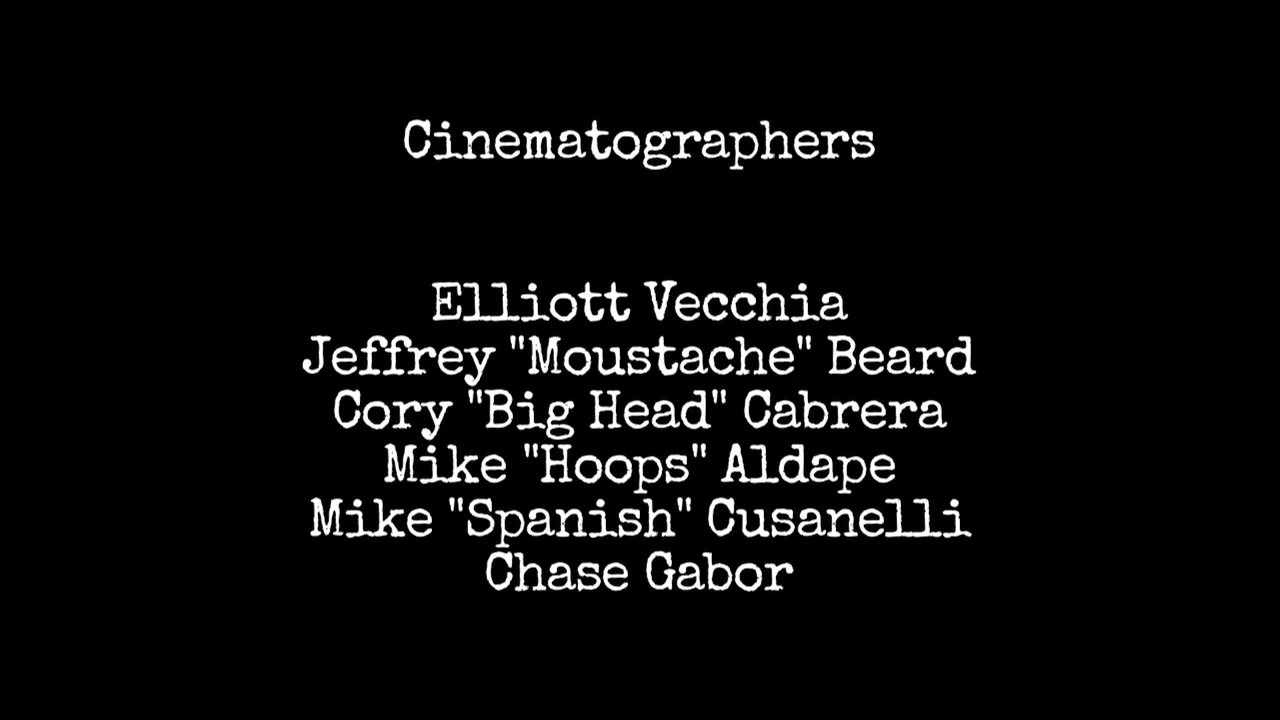 Cinematographers
Elliott Vecchia
Jeffrey "Moustache" Beard
Cory "Big Head" Cabrera
Mike "Hoops" Aldape
Mike "Spanish" Cusanelli
Chase Gabor